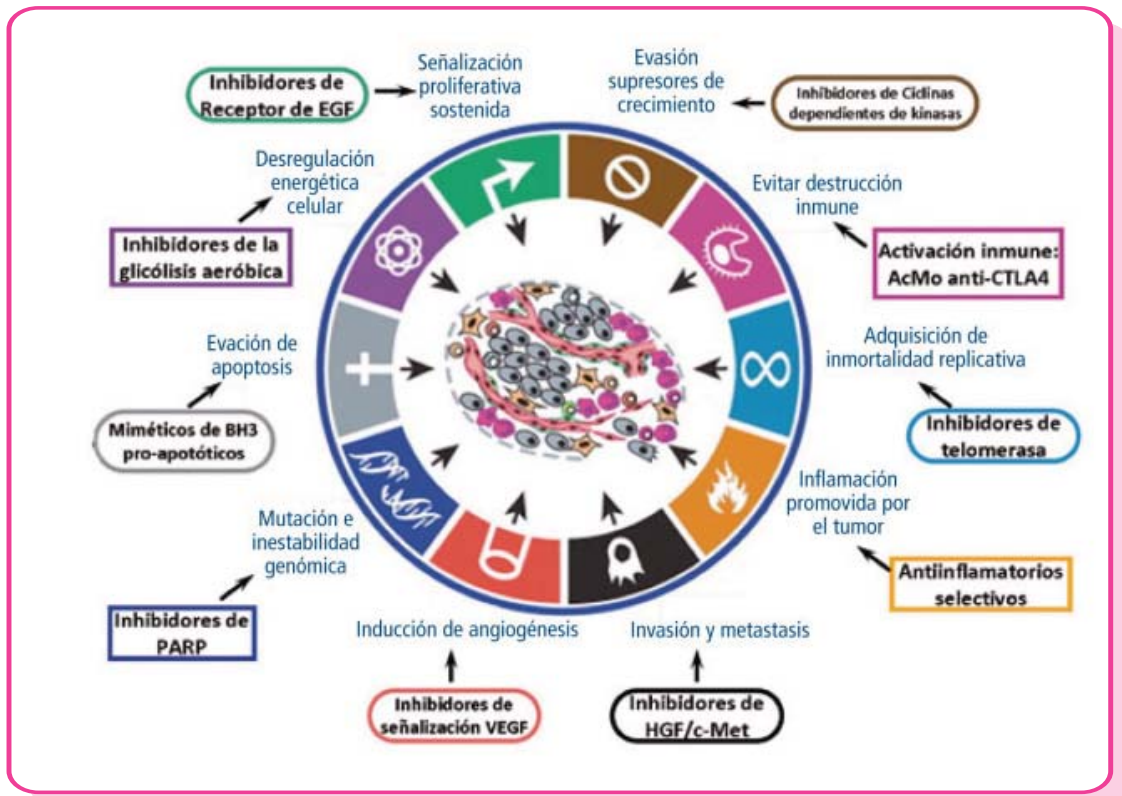 Inhibidores de
Receptor de EGF
Señalización
proliferativa
sostenida
Evasión
supresores de
crecimiento
Inhibidores de Ciclinas
dependientes de kinasas
Desregulación
energética
celular
Evitar destrucción
inmune
Inhibidores de la
glicólisis aeróbica
Activación inmune:
AcMo anti-CTLA4
Evación de
apoptosis
Adquisición de
inmortalidad replicativa
Miméticos de BH3
pro-apotóticos
Inhibidores de
telomerasa
Mutación e
inestabilidad
genómica
Inflamación
promovida por
el tumor
Inhibidores de
PARP
Antiinflamatorios
selectivos
Inducción de angiogénesis
Invasión y metastasis
Inhibidores de
señalización VEGF
Inhibidores de
HGF/c-Met